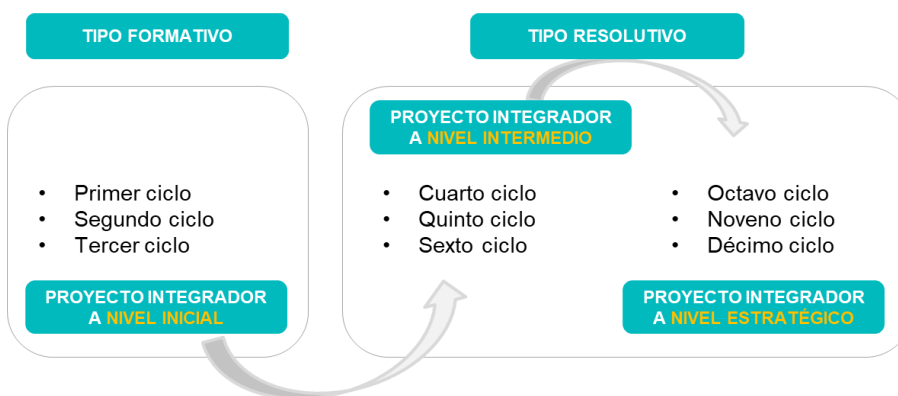 TIPO FORMATIVO
TIPO RESOLUTIVO
• Primer ciclo
• Segundo ciclo
• Tercer ciclo
PROYECTO INTEGRADOR
A NIVEL INICIAL
PROYECTO INTEGRADOR
A NIVEL INTERMEDIO
• Cuarto ciclo
• Quinto ciclo
• Sexto ciclo
• Octavo ciclo
• Noveno ciclo
• Décimo ciclo
PROYECTO INTEGRADOR
A NIVEL ESTRATÉGICO